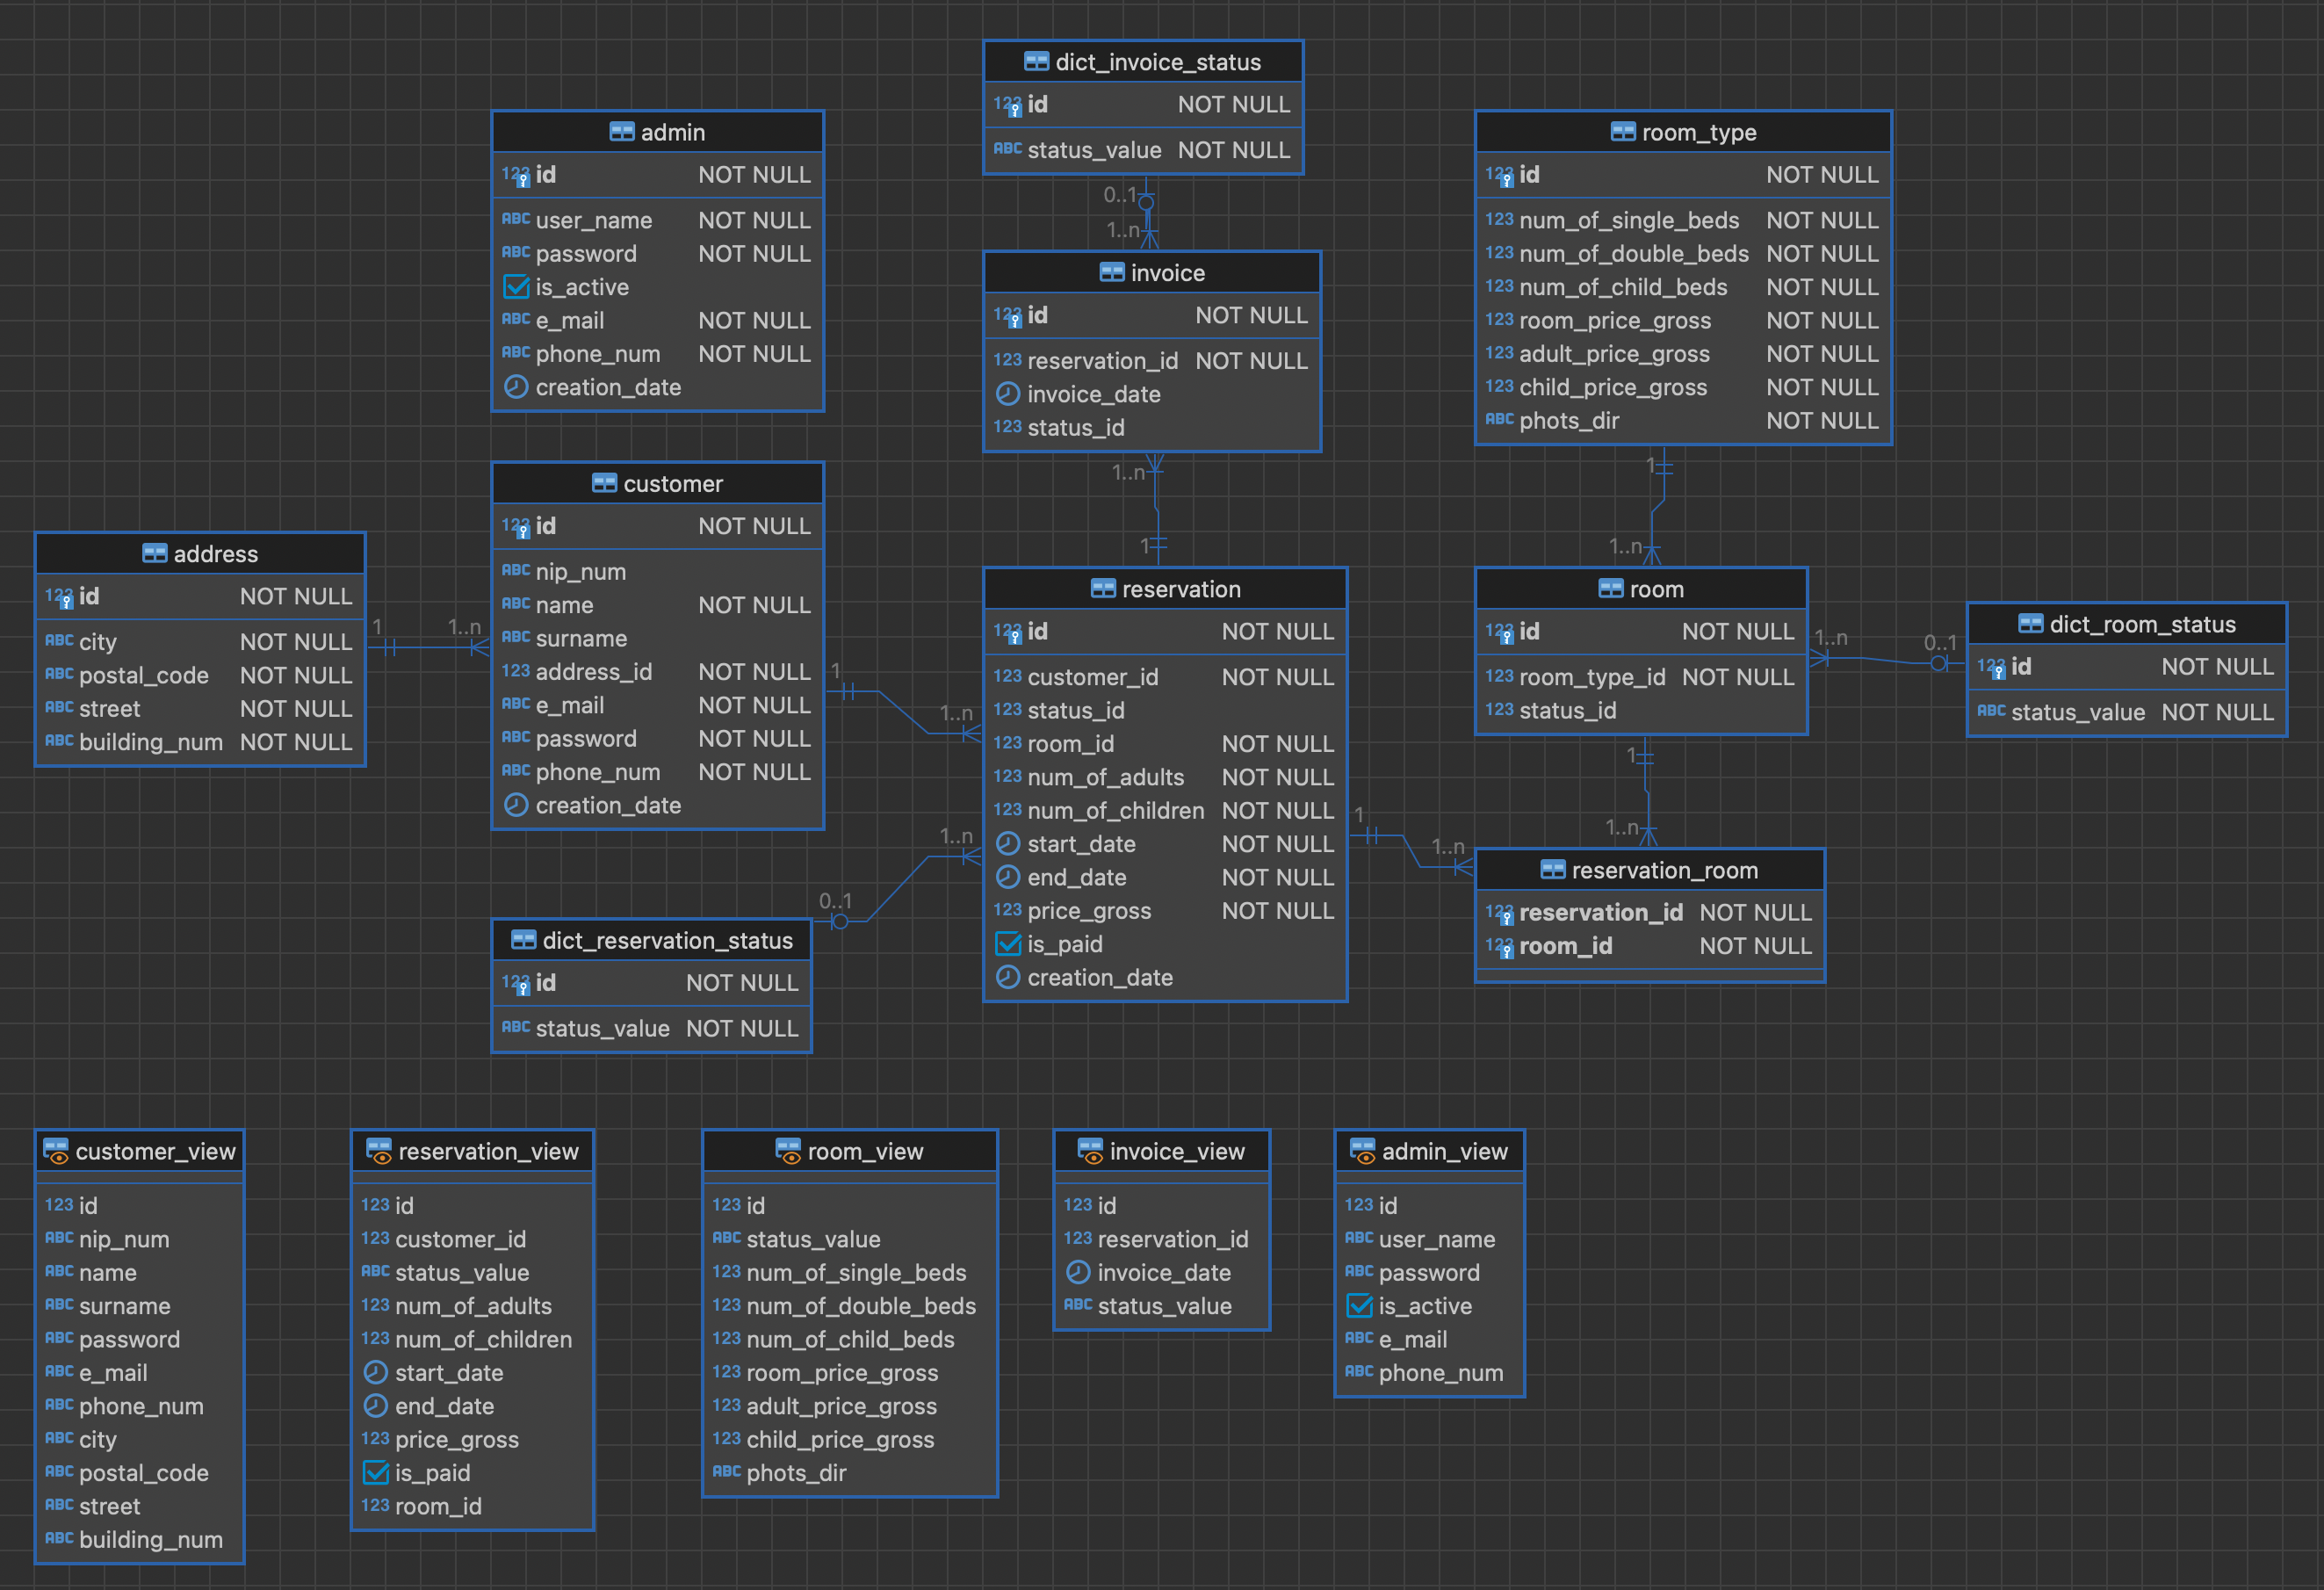 dict_invoice_status
123 id NOT NULL
ABC status_value NOT NULL
0..1
1..n
admin
123 id NOT NULL
ABC user_name NOT NULL
ABC password NOT NULL
is_active
ABC e_mail NOT NULL
ABC phone_num NOT NULL
creation_date
room_type
123 id NOT NULL
123 num_of_single_beds NOT NULL
123 num_of_double_beds NOT NULL
123 num_of_child_beds NOT NULL
123 room_price_gross NOT NULL
123 adult_price_gross NOT NULL
123 child_price_gross NOT NULL
ABC phots_dir NOT NULL
1
1..n
invoice
123 id NOT NULL
123 reservation_id NOT NULL
invoice_date
123 status_id
1..n
1
customer
123 id NOT NULL
ABC nip_num
ABC name NOT NULL
ABC surname
123 address_id NOT NULL
ABC e_mail NOT NULL
ABC password NOT NULL
ABC phone_num NOT NULL
creation_date
1
1..n
address
123 id NOT NULL
ABC city NOT NULL
ABC postal_code NOT NULL
ABC street NOT NULL
ABC building_num NOT NULL
1
1..n
reservation
123 id NOT NULL
123 customer_id NOT NULL
123 status_id
123 room_id NOT NULL
123 num_of_adults NOT NULL
123 num_of_children NOT NULL
start_date NOT NULL
end_date NOT NULL
123 price_gross NOT NULL
is_paid
creation_date
1
1..n
room
123 id NOT NULL
123 room_type_id NOT NULL
123 status_id
1..n
0..1
1
1..n
dict_room_status
123 id NOT NULL
ABC status_value NOT NULL
reservation_room
123 reservation_id NOT NULL
123 room_id NOT NULL
1..n
0..1
dict_reservation_status
123 id NOT NULL
ABC status_value NOT NULL
customer_view
123 id
ABC nip_num
ABC name
ABC surname
ABC password
ABC e_mail
ABC phone_num
ABC city
ABC postal_code
ABC street
ABC building_num
reservation_view
123 id
123 customer_id
ABC status_value
123 num_of_adults
123 num_of_children
start_date
end_date
123 price_gross
is_paid
123 room_id
room_view
123 id
ABC status_value
123 num_of_single_beds
123 num_of_double_beds
123 num_of_child_beds
123 room_price_gross
123 adult_price_gross
123 child_price_gross
ABC phots_dir
invoice_view
123 id
123 reservation_id
invoice_date
ABC status_value
admin_view
123 id
ABC user_name
ABC password
is_active
ABC e_mail
ABC phone_num